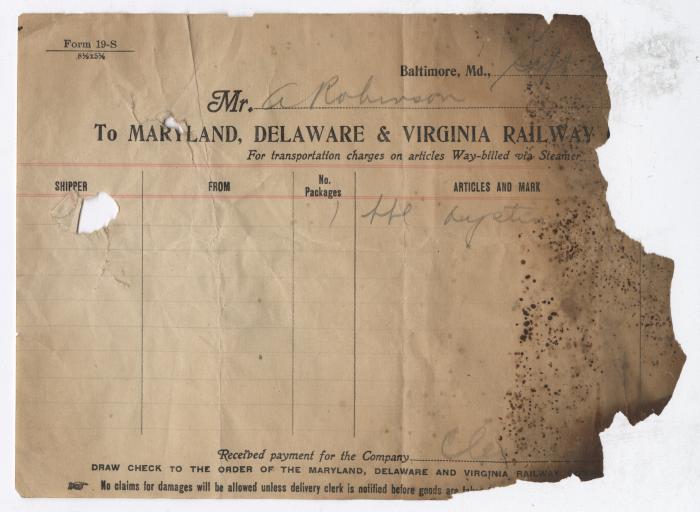 Form 19-S
8½x5½
Baltimore, Md., Sept
Mr. A Robinson
To MARYLAND, DELAWARE & VIRGINIA RAILWAY
For transportation charges on articles Way-billed via Steamer
SHIPPER FROM No. Packages ARTICLES AND MARK
1 bbl
Received payment for the Company
DRAW CHECK TO THE ORDER OF THE MARYLAND, DELAWARE AND VIRGINIA RAILWAY
No claims for damages will be allowed unless delivery clerk is notified before goods are